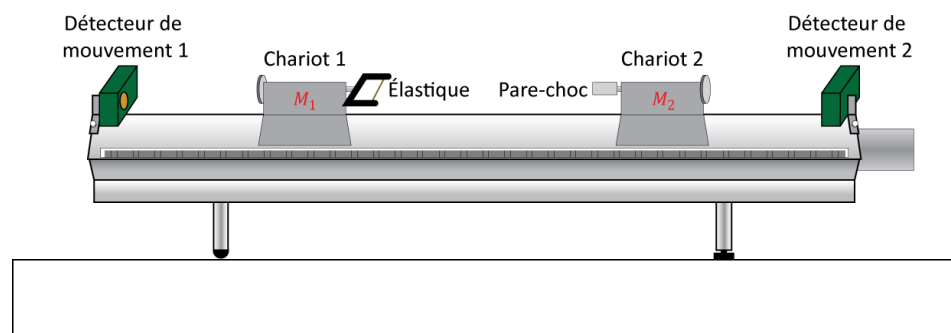 Détecteur de
mouvement 1
Chariot 1
Élastique
M₁
Pare-choc
Chariot 2
M₂
Détecteur de
mouvement 2